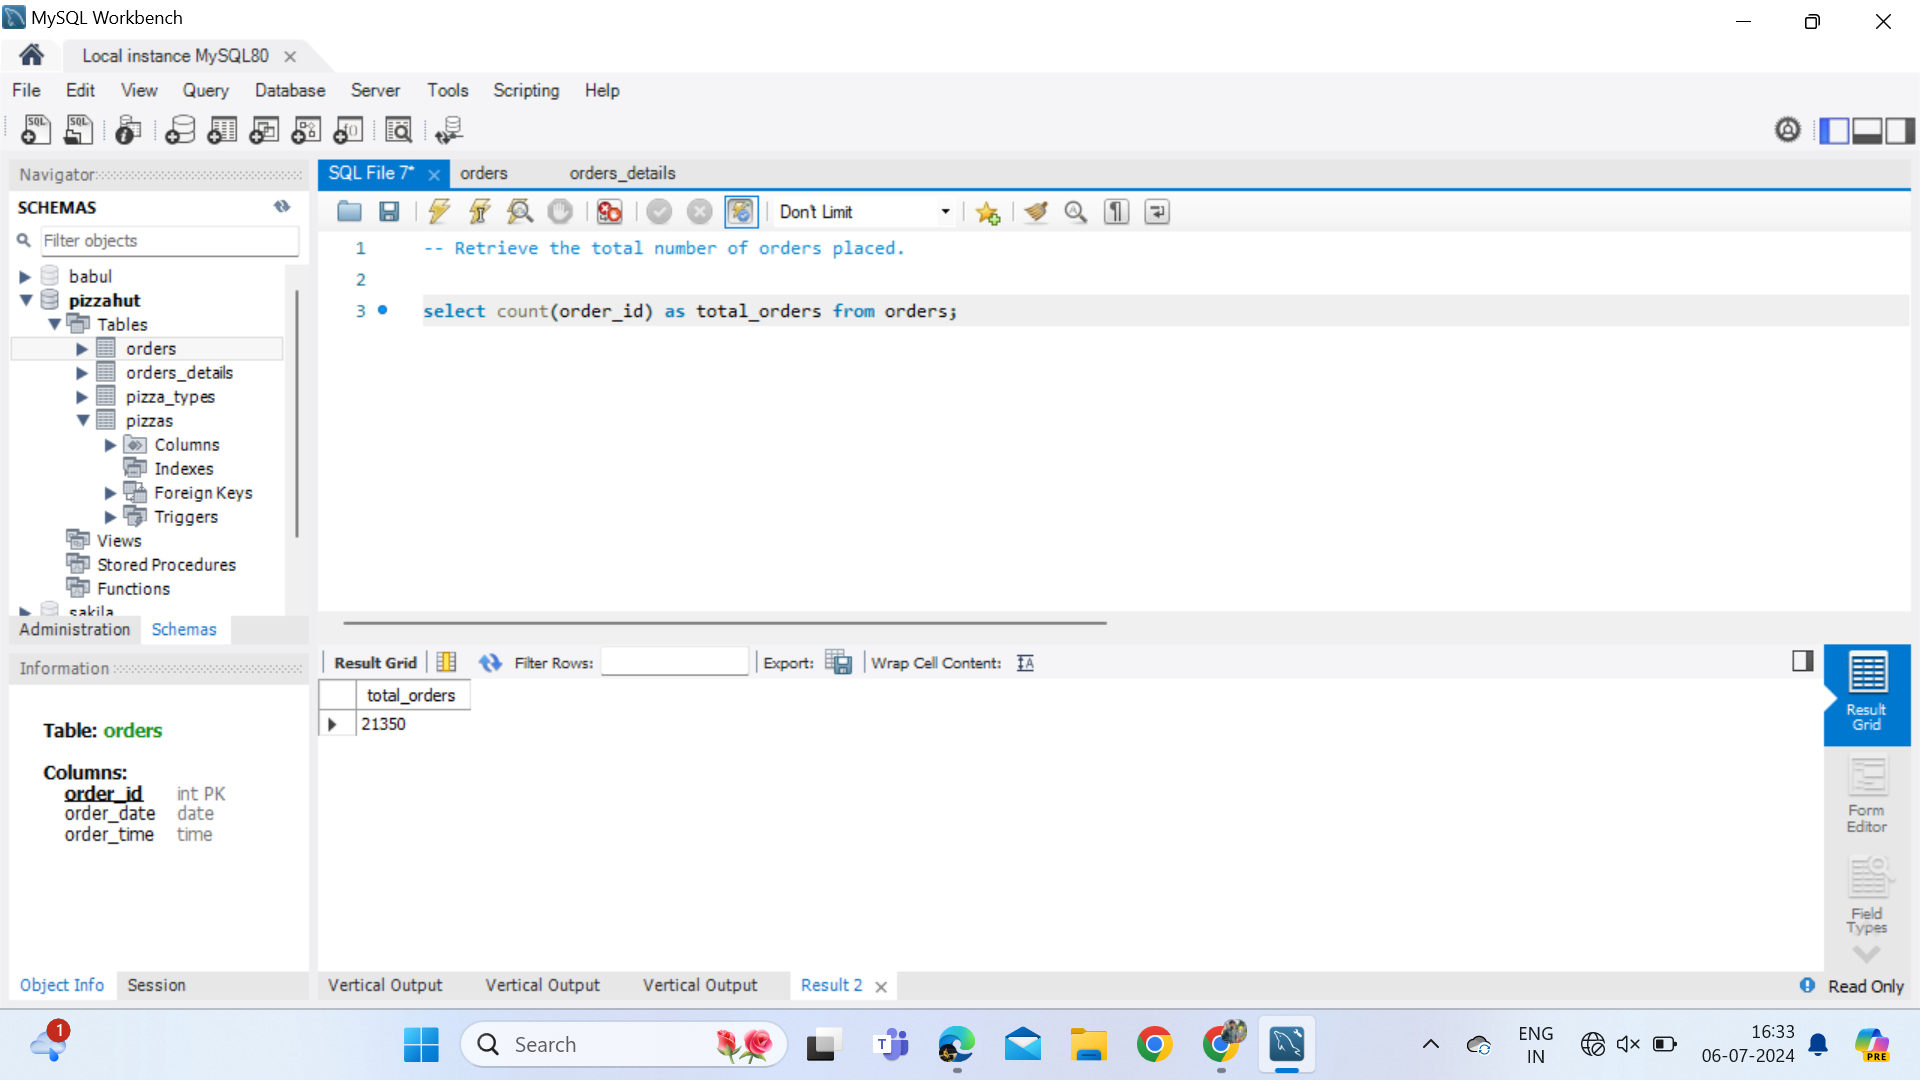 MySQL Workbench
Local instance MySQL80
File Edit View Query Database Server Tools Scripting Help
Navigator
SCHEMAS
Filter objects
babul
pizzahut
Tables
orders
orders_details
pizza_types
pizzas
Columns
Indexes
Foreign Keys
Triggers
Views
Stored Procedures
Functions
sakila
Administration Schemas
Information
Table: orders
Columns:
order_id int PK
order_date date
order_time time
Object Info Session
SQL File 7* orders orders_details
Don't Limit
1 -- Retrieve the total number of orders placed.
2
3 select count(order_id) as total_orders from orders;
Result Grid Filter Rows: Export: Wrap Cell Content:
total_orders
21350
Result
Grid
Form
Editor
Field
Types
Vertical Output Vertical Output Vertical Output Result 2 Read Only
1 Search ENG
IN
16:33
06-07-2024
PRE